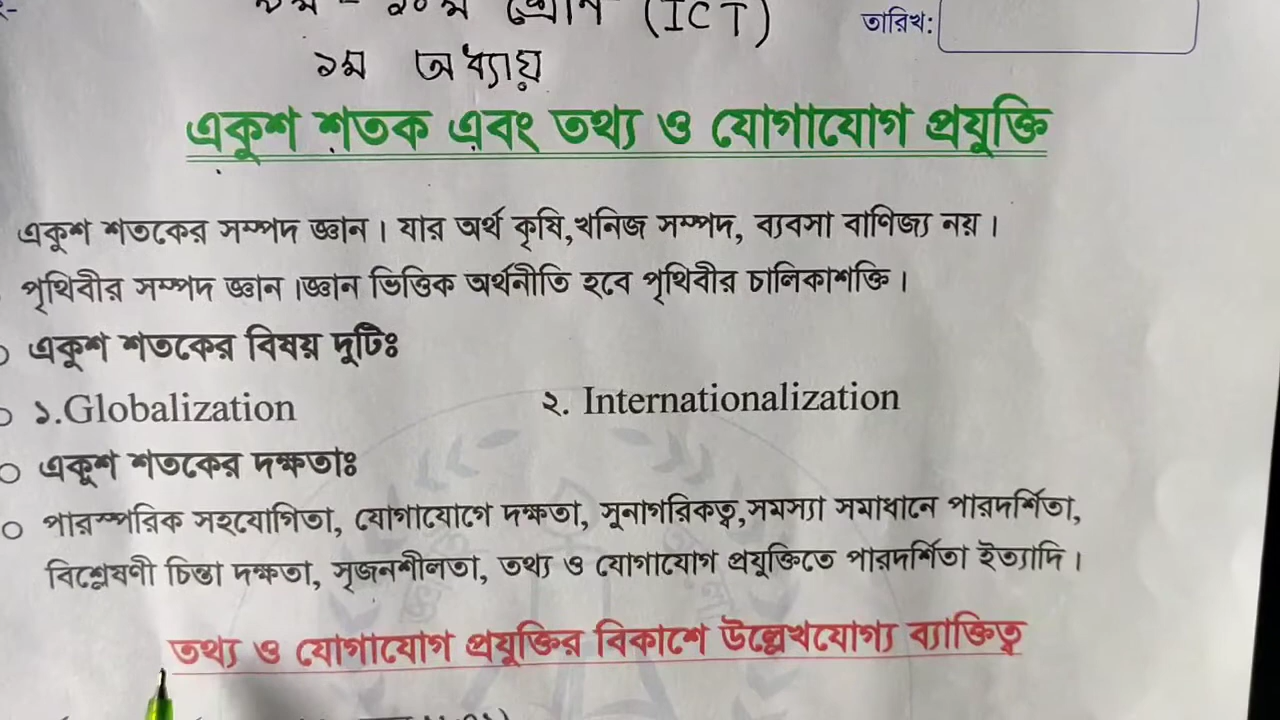 ৯ম - ১০ম শ্রেণি (ICT)
তারিখ:
১ম অধ্যায়
একুশ শতক এবং তথ্য ও যোগাযোগ প্রযুক্তি
একুশ শতকের সম্পদ জ্ঞান। যার অর্থ কৃষি,খনিজ সম্পদ, ব্যবসা বাণিজ্য নয়।
পৃথিবীর সম্পদ জ্ঞান।জ্ঞান ভিত্তিক অর্থনীতি হবে পৃথিবীর চালিকাশক্তি।
একুশ শতকের বিষয় দুটিঃ
১.Globalization ২. Internationalization
একুশ শতকের দক্ষতাঃ
পারস্পরিক সহযোগিতা, যোগাযোগে দক্ষতা, সুনাগরিকত্ব,সমস্যা সমাধানে পারদর্শিতা,
বিশ্লেষণী চিন্তা দক্ষতা, সৃজনশীলতা, তথ্য ও যোগাযোগ প্রযুক্তিতে পারদর্শিতা ইত্যাদি।
তথ্য ও যোগাযোগ প্রযুক্তির বিকাশে উল্লেখযোগ্য ব্যাক্তিত্ব